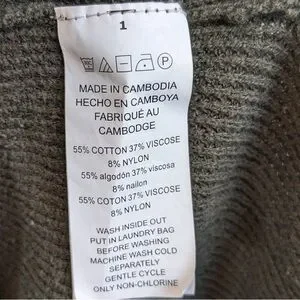 1
P
MADE IN CAMBODIA
HECHO EN CAMBOYA
FABRIQUÉ AU
CAMBODGE
55% COTTON 37% VISCOSE
8% NYLON
55% algodón 37% viscosa
8% nailon
55% COTON 37% VISCOSE
8% NYLON
WASH INSIDE OUT
PUT IN LAUNDRY BAG
BEFORE WASHING
MACHINE WASH COLD
SEPARATELY
GENTLE CYCLE
ONLY NON-CHLORINE